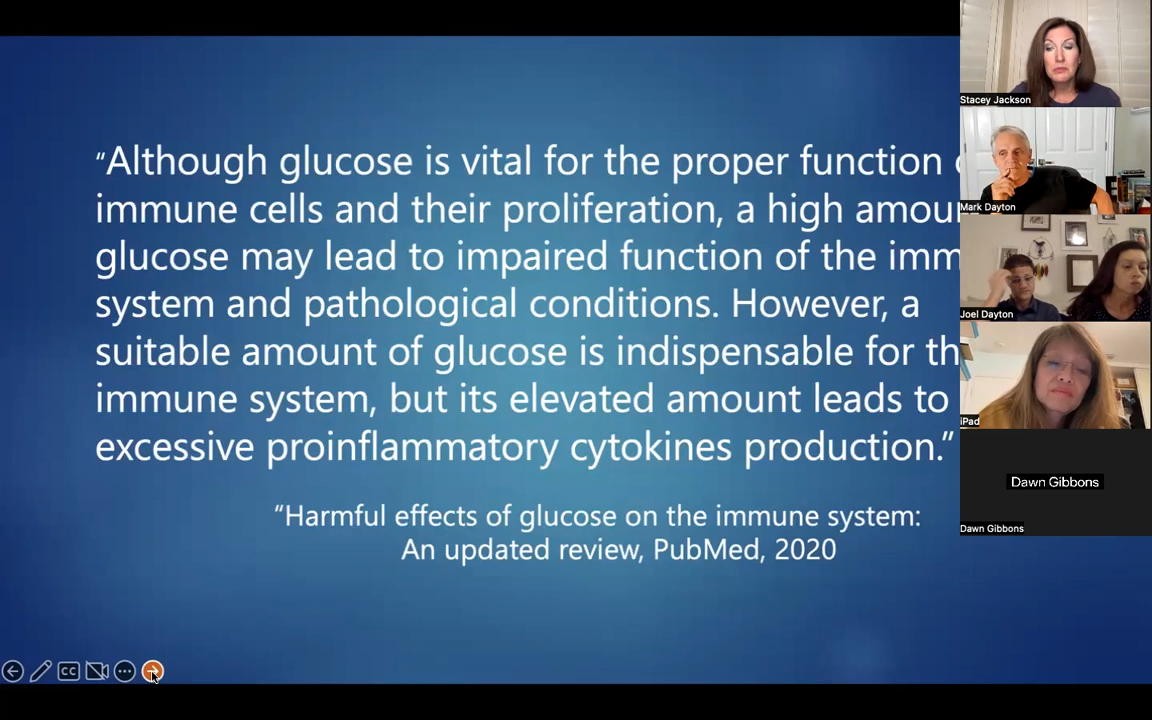 “Although glucose is vital for the proper function
immune cells and their proliferation, a high
glucose may lead to impaired function of the
system and pathological conditions. However, a
suitable amount of glucose is indispensable for
immune system, but its elevated amount leads to
excessive proinflammatory cytokines production.”
“Harmful effects of glucose on the immune system:
An updated review, PubMed, 2020
Stacey Jackson
Mark Dayton
Joel Dayton
iPad
Dawn Gibbons
Dawn Gibbons
CC